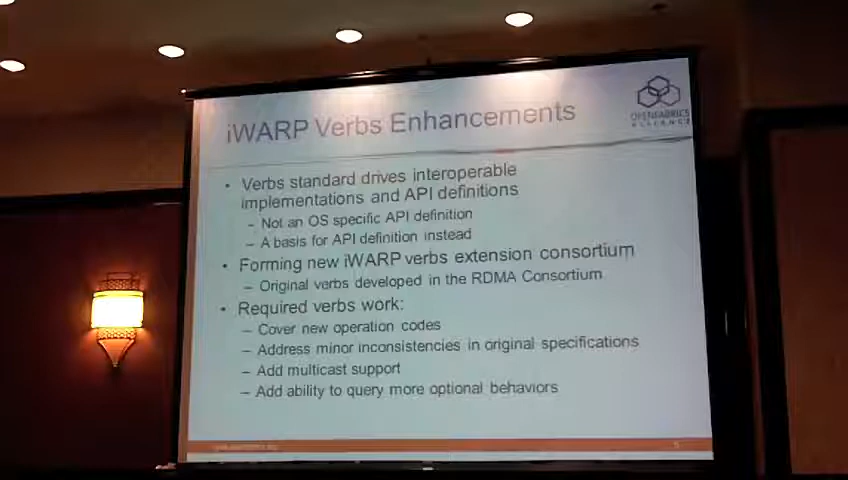 iWARP Verbs Enhancements
OPENFABRICS
ALLIANCE
• Verbs standard drives interoperable
implementations and API definitions
– Not an OS specific API definition
– A basis for API definition instead
• Forming new iWARP verbs extension consortium
– Original verbs developed in the RDMA Consortium
• Required verbs work:
– Cover new operation codes
– Address minor inconsistencies in original specifications
– Add multicast support
– Add ability to query more optional behaviors